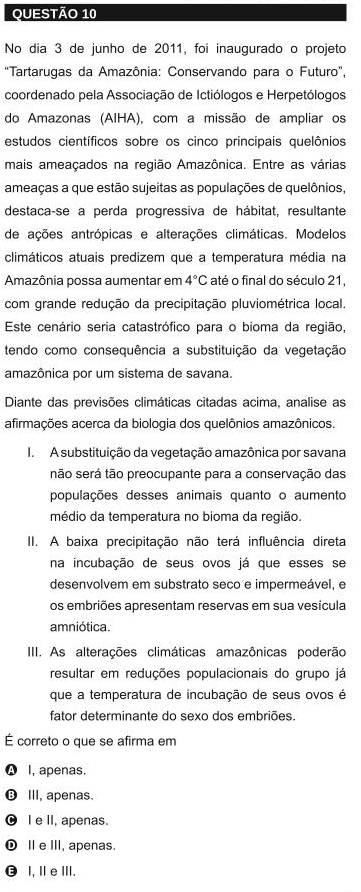 QUESTÃO 10
No dia 3 de junho de 2011, foi inaugurado o projeto
“Tartarugas da Amazônia: Conservando para o Futuro”,
coordenado pela Associação de Ictiólogos e Herpetólogos
do Amazonas (AIHA), com a missão de ampliar os
estudos científicos sobre os cinco principais quelônios
mais ameaçados na região Amazônica. Entre as várias
ameaças a que estão sujeitas as populações de quelônios,
destaca-se a perda progressiva de hábitat, resultante
de ações antrópicas e alterações climáticas. Modelos
climáticos atuais predizem que a temperatura média na
Amazônia possa aumentar em 4°C até o final do século 21,
com grande redução da precipitação pluviométrica local.
Este cenário seria catastrófico para o bioma da região,
tendo como consequência a substituição da vegetação
amazônica por um sistema de savana.
Diante das previsões climáticas citadas acima, analise as
afirmações acerca da biologia dos quelônios amazônicos.
I. A substituição da vegetação amazônica por savana
não será tão preocupante para a conservação das
populações desses animais quanto o aumento
médio da temperatura no bioma da região.
II. A baixa precipitação não terá influência direta
na incubação de seus ovos já que esses se
desenvolvem em substrato seco e impermeável, e
os embriões apresentam reservas em sua vesícula
amniótica.
III. As alterações climáticas amazônicas poderão
resultar em reduções populacionais do grupo já
que a temperatura de incubação de seus ovos é
fator determinante do sexo dos embriões.
É correto o que se afirma em
A I, apenas.
B III, apenas.
C I e II, apenas.
D II e III, apenas.
E I, II e III.